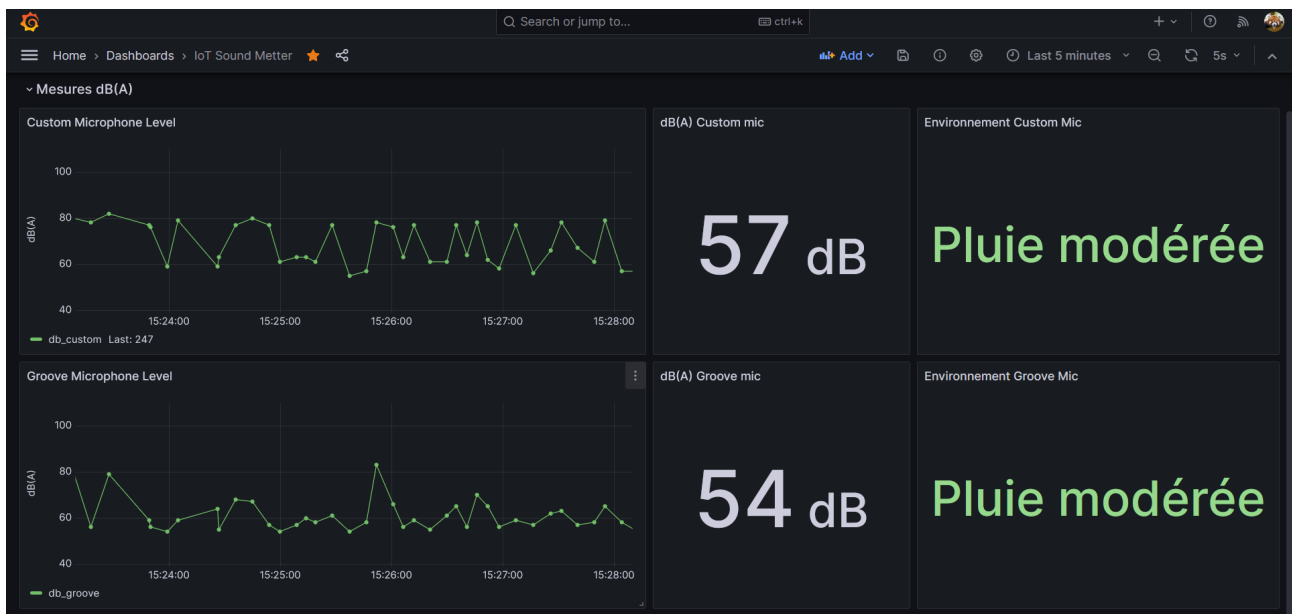 Search or jump to... ctrl+k
Home › Dashboards › IoT Sound Metter Add Last 5 minutes 5s
Mesures dB(A)
Custom Microphone Level
100
80
60
40
dB(A)
15:24:00 15:25:00 15:26:00 15:27:00 15:28:00
db_custom Last: 247
dB(A) Custom mic
57 dB
Environnement Custom Mic
Pluie modérée
Groove Microphone Level
100
80
60
40
dB(A)
15:24:00 15:25:00 15:26:00 15:27:00 15:28:00
db_groove
dB(A) Groove mic
54 dB
Environnement Groove Mic
Pluie modérée